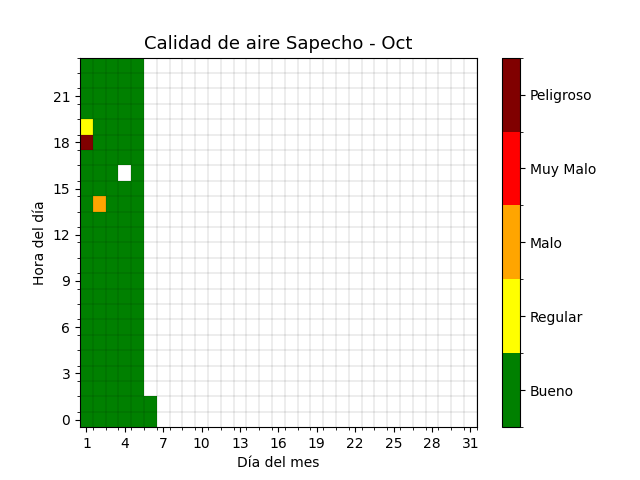 Calidad de aire Sapecho - Oct
Hora del día
21
18
15
12
9
6
3
0
1 4 7 10 13 16 19 22 25 28 31
Día del mes
Peligroso
Muy Malo
Malo
Regular
Bueno